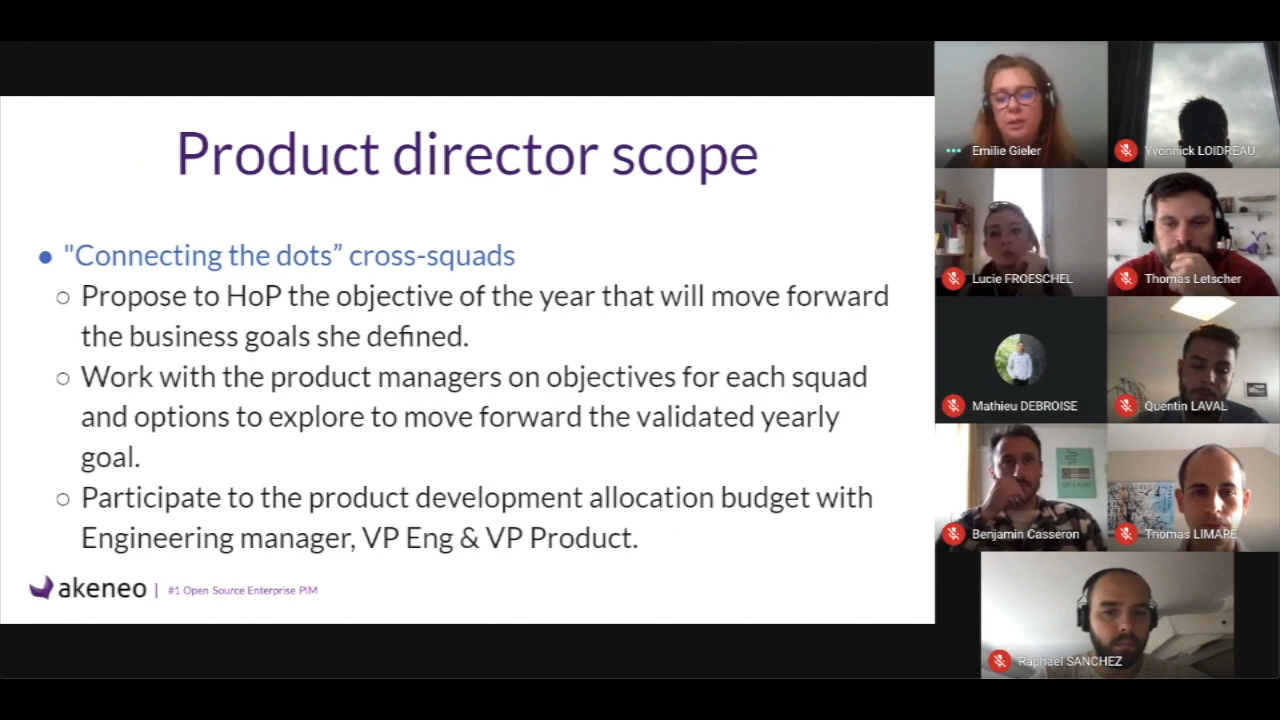 Product director scope
● "Connecting the dots” cross-squads
○ Propose to HoP the objective of the year that will move forward
the business goals she defined.
○ Work with the product managers on objectives for each squad
and options to explore to move forward the validated yearly
goal.
○ Participate to the product development allocation budget with
Engineering manager, VP Eng & VP Product.
akeneo | #1 Open Source Enterprise PIM
Emilie Gieler
Yvonnick LOIDREAU
Lucie FROESCHEL
Thomas Letscher
Mathieu DEBROISE
Quentin LAVAL
Benjamin Casseron
Thomas LIMARE
Raphael SANCHEZ